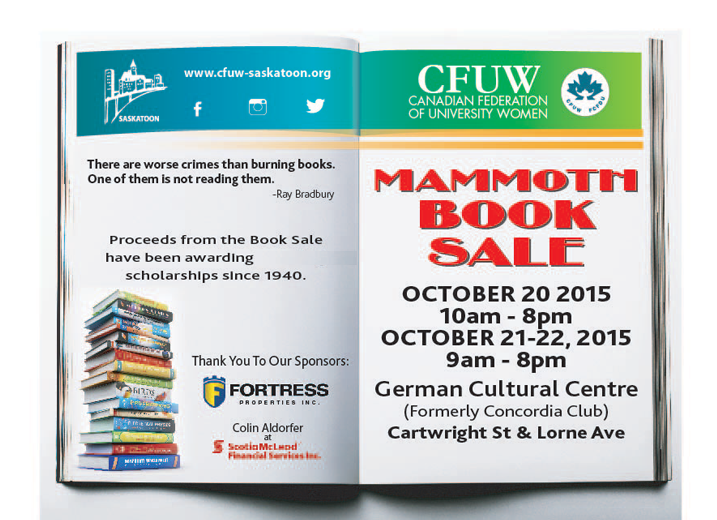 www.cfuw-saskatoon.org
SASKATOON
There are worse crimes than burning books.
One of them is not reading them.
-Ray Bradbury
Proceeds from the Book Sale
have been awarding
scholarships since 1940.
Thank You To Our Sponsors:
FORTRESS
PROPERTIES INC.
Colin Aldorfer
at
ScotiaMcLeod
Financial Services Inc.
CFUW
CANADIAN FEDERATION
OF UNIVERSITY WOMEN
CFUW FCFDU
MAMMOTH
BOOK
SALE
OCTOBER 20 2015
10am - 8pm
OCTOBER 21-22, 2015
9am - 8pm
German Cultural Centre
(Formerly Concordia Club)
Cartwright St & Lorne Ave